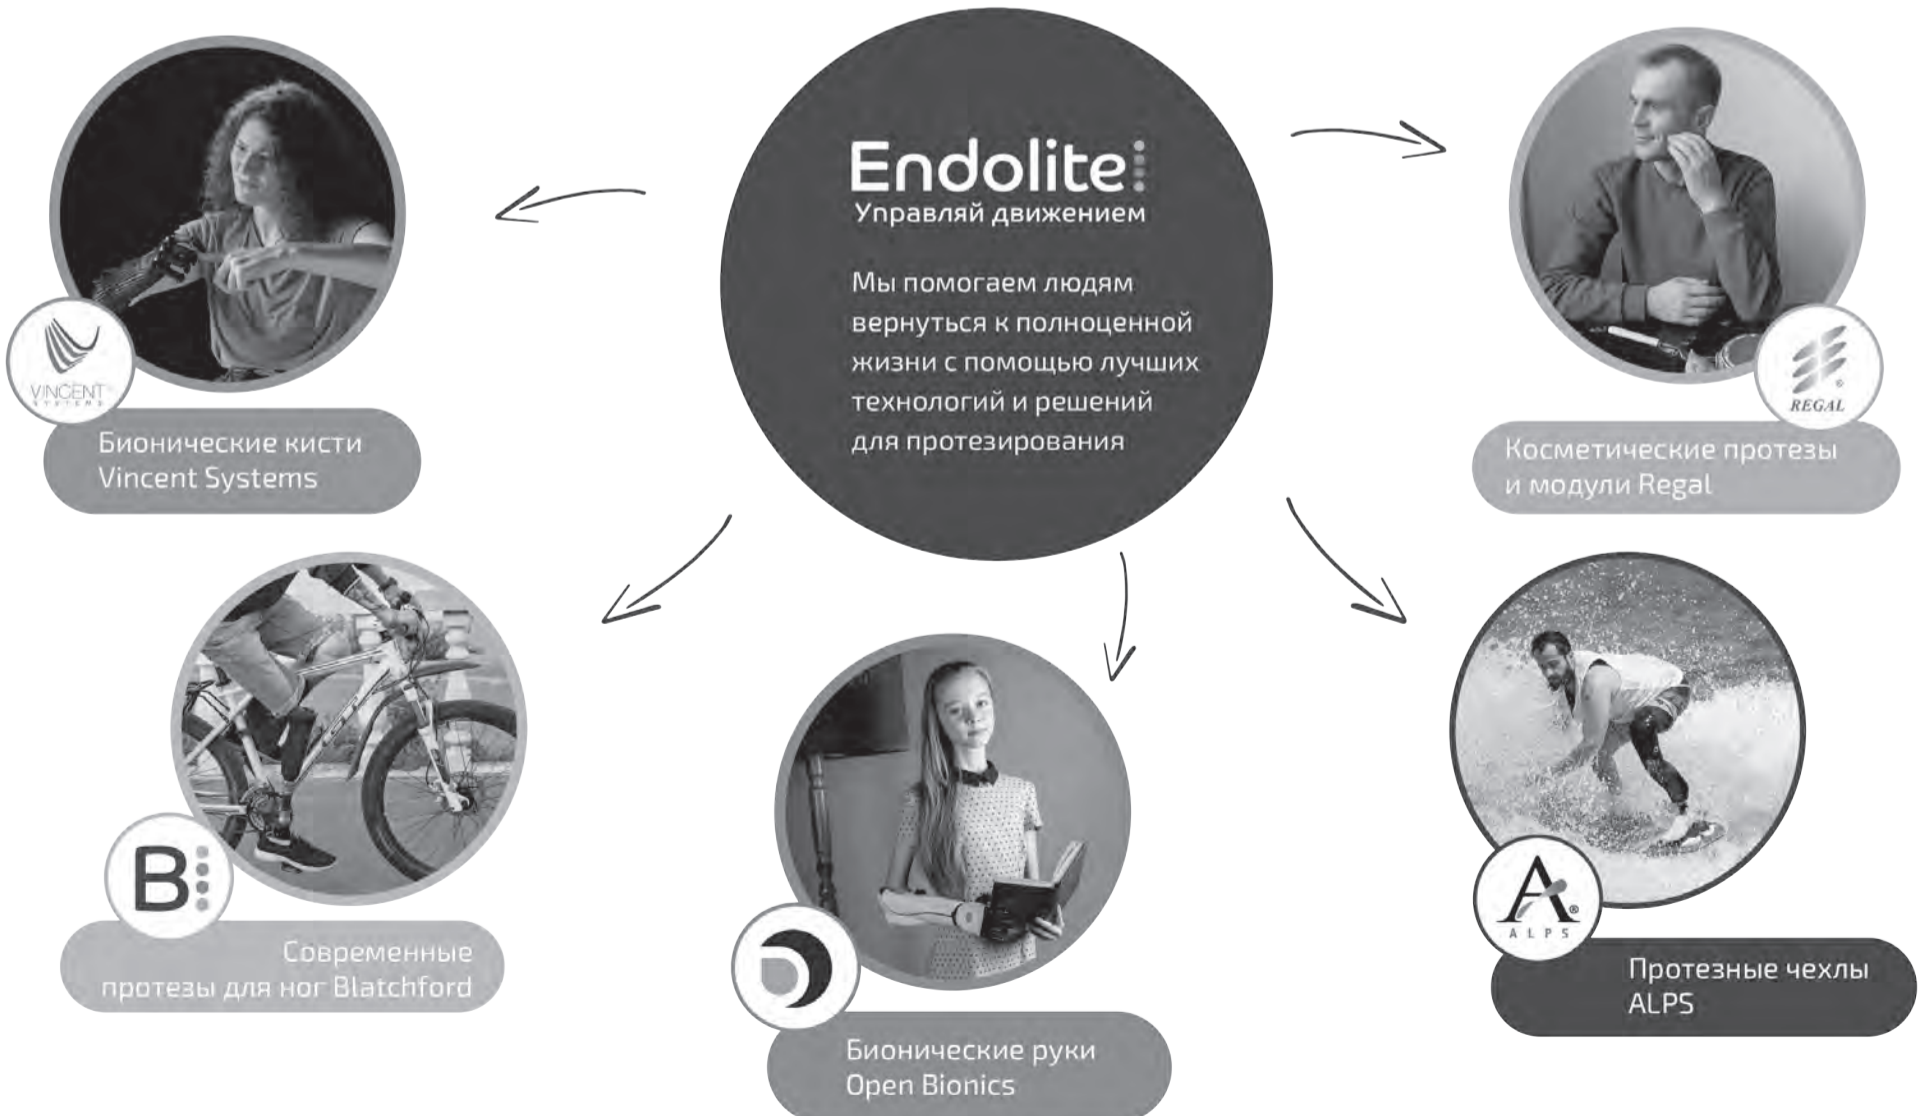 Endolite
Управляй движением
Мы помогаем людям
вернуться к полноценной
жизни с помощью лучших
технологий и решений
для протезирования
VINCENT
SYSTEMS
Бионические кисти
Vincent Systems
REGAL
Косметические протезы
и модули Regal
B
Современные
протезы для ног Blatchford
Бионические руки
Open Bionics
A®
ALPS
Протезные чехлы
ALPS